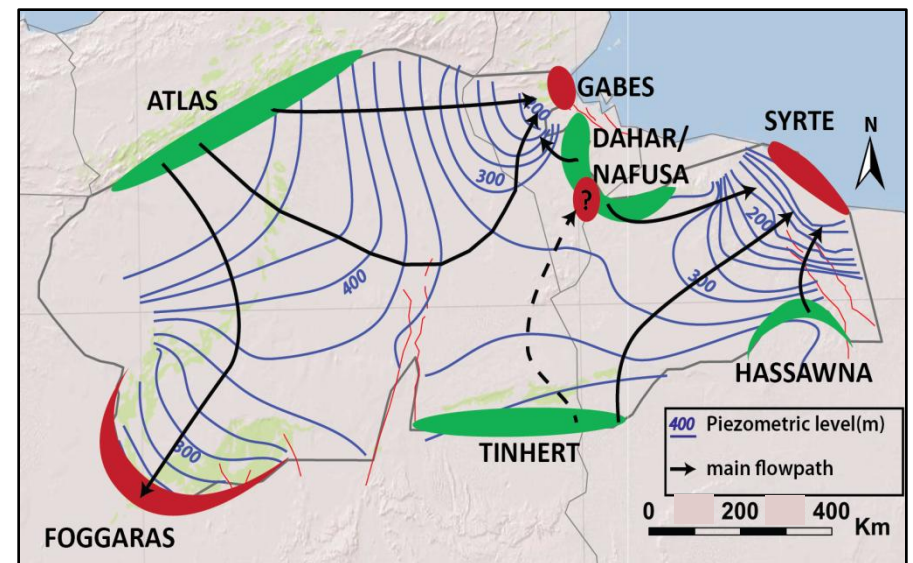 ATLAS
GABES
DAHAR/
NAFUSA
SYRTE
N
?
300
200
300
400
300
HASSAWNA
TINHERT
FOGGARAS
400 Piezometric level(m)
main flowpath
0 200 400
Km